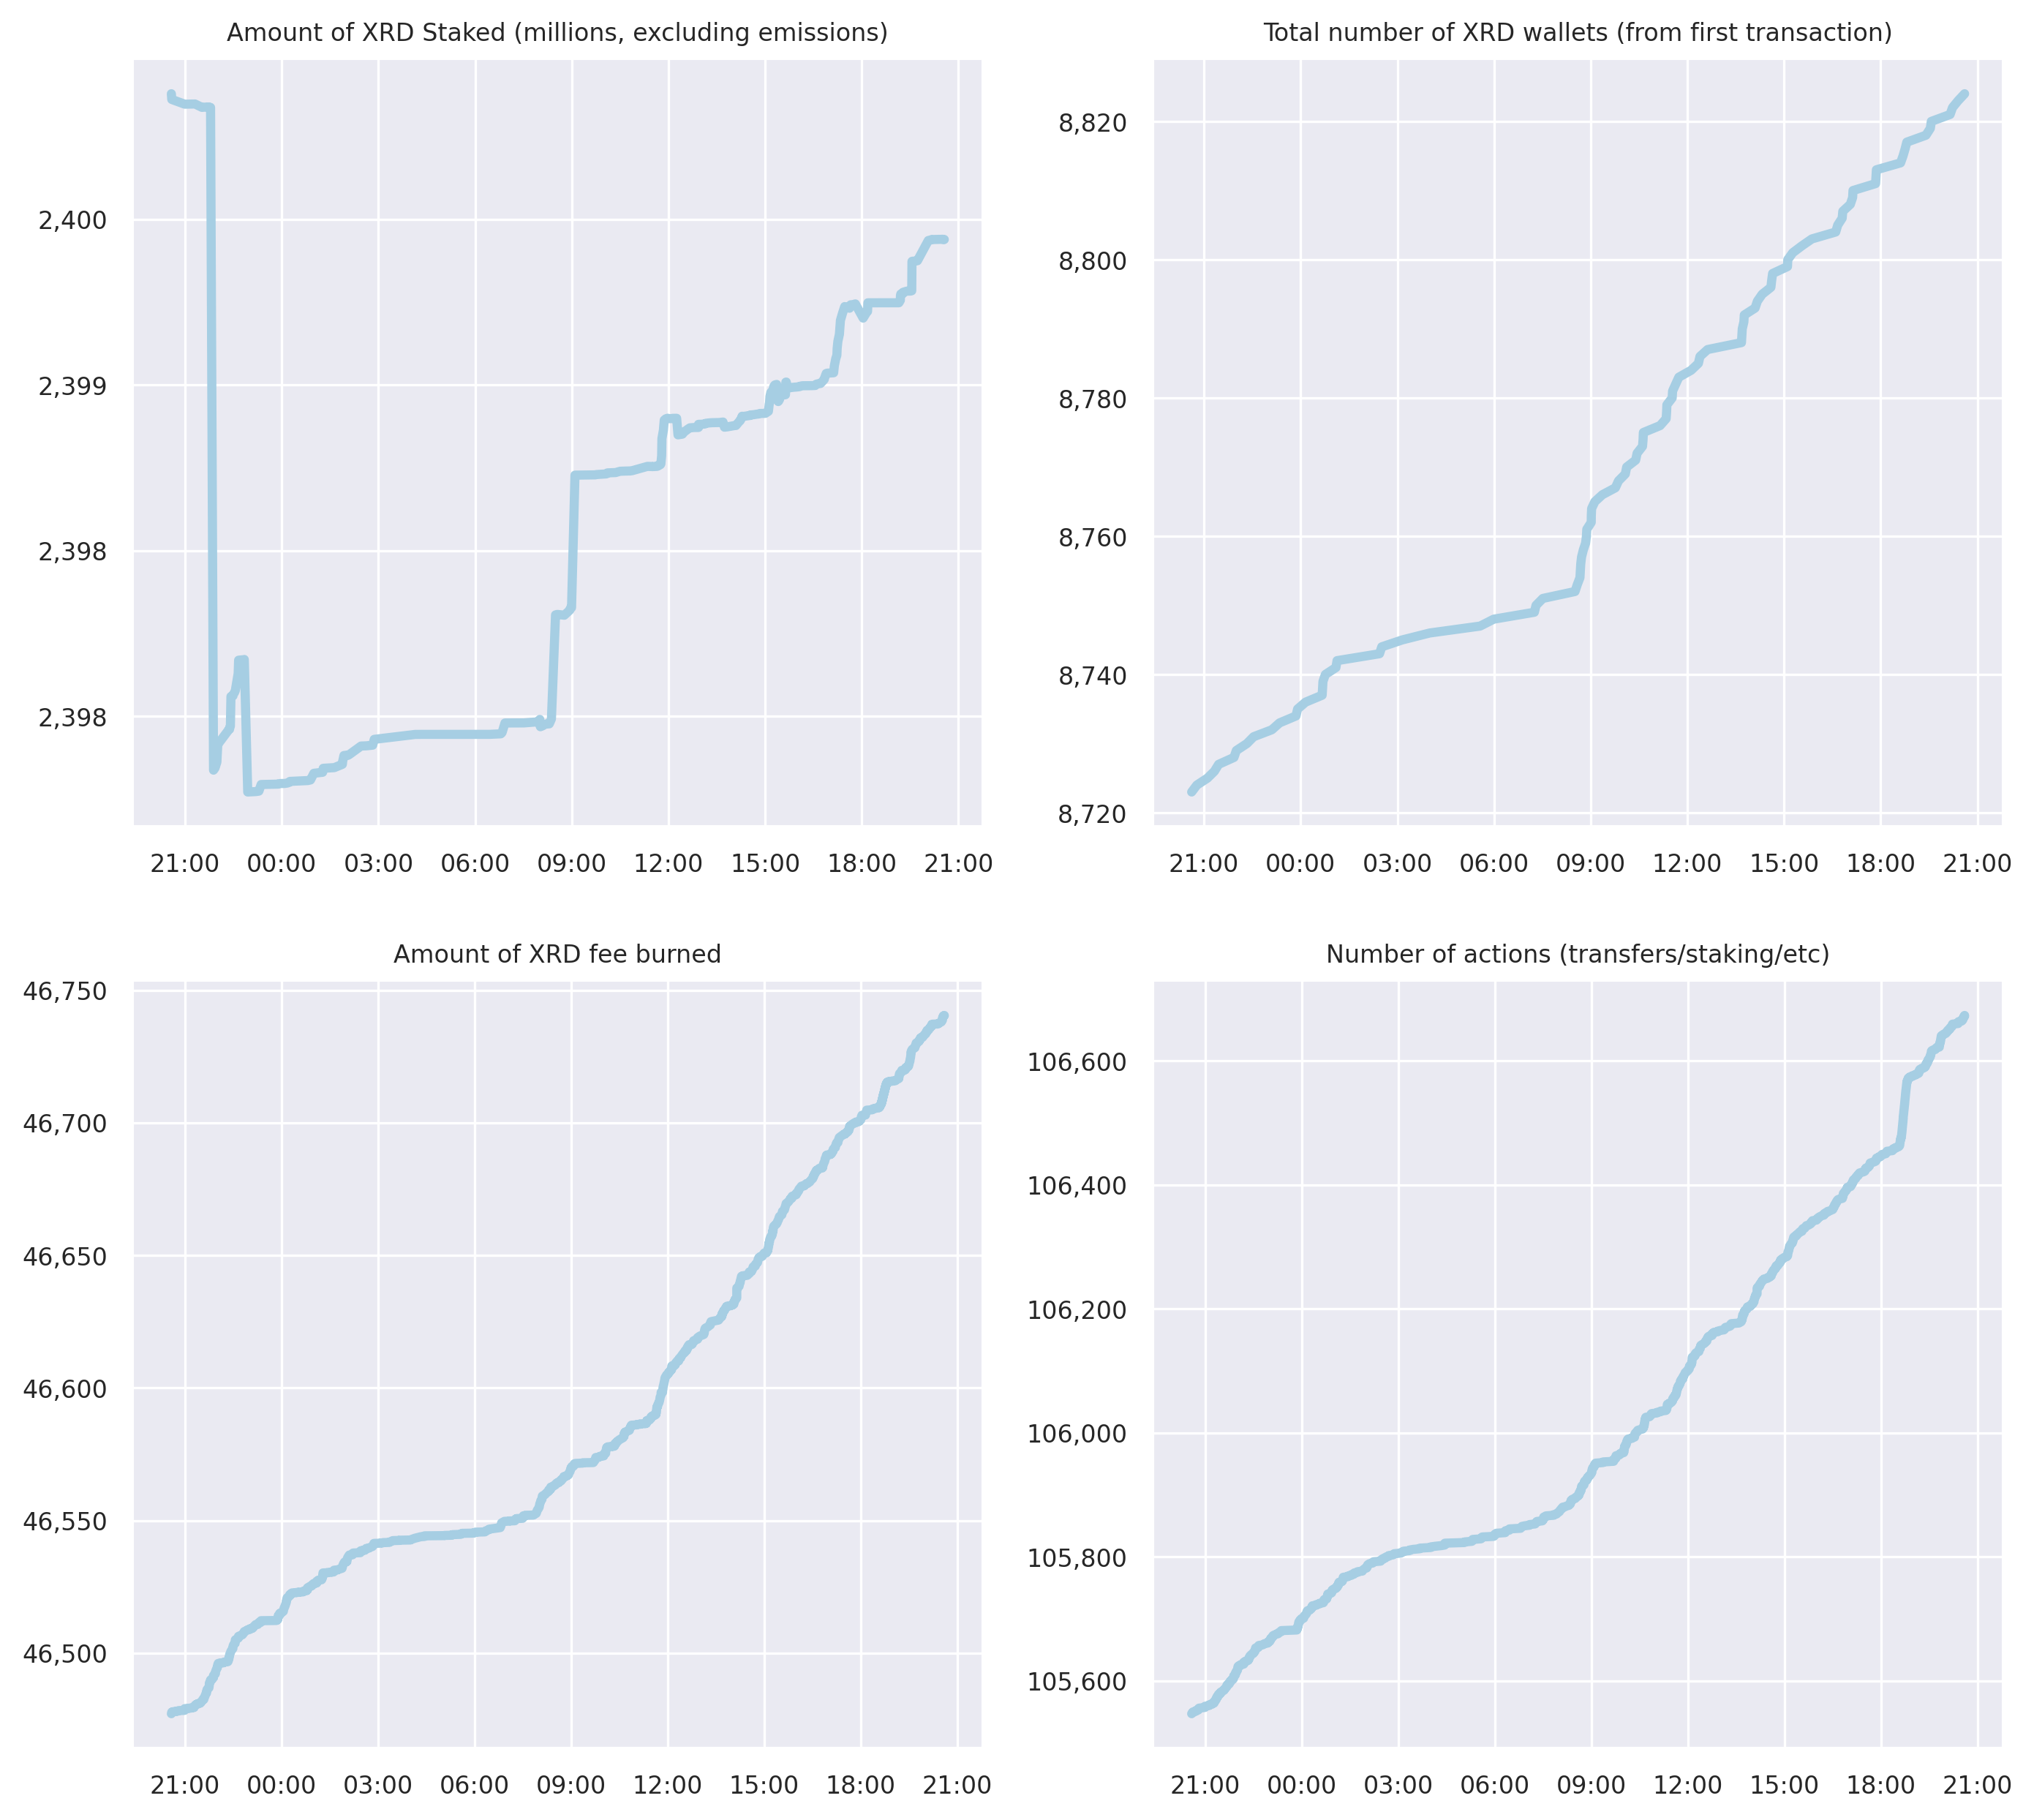 Amount of XRD Staked (millions, excluding emissions)
2,400
2,399
2,398
2,398
21:00 00:00 03:00 06:00 09:00 12:00 15:00 18:00 21:00
Total number of XRD wallets (from first transaction)
8,820
8,800
8,780
8,760
8,740
8,720
21:00 00:00 03:00 06:00 09:00 12:00 15:00 18:00 21:00
Amount of XRD fee burned
46,750
46,700
46,650
46,600
46,550
46,500
21:00 00:00 03:00 06:00 09:00 12:00 15:00 18:00 21:00
Number of actions (transfers/staking/etc)
106,600
106,400
106,200
106,000
105,800
105,600
21:00 00:00 03:00 06:00 09:00 12:00 15:00 18:00 21:00